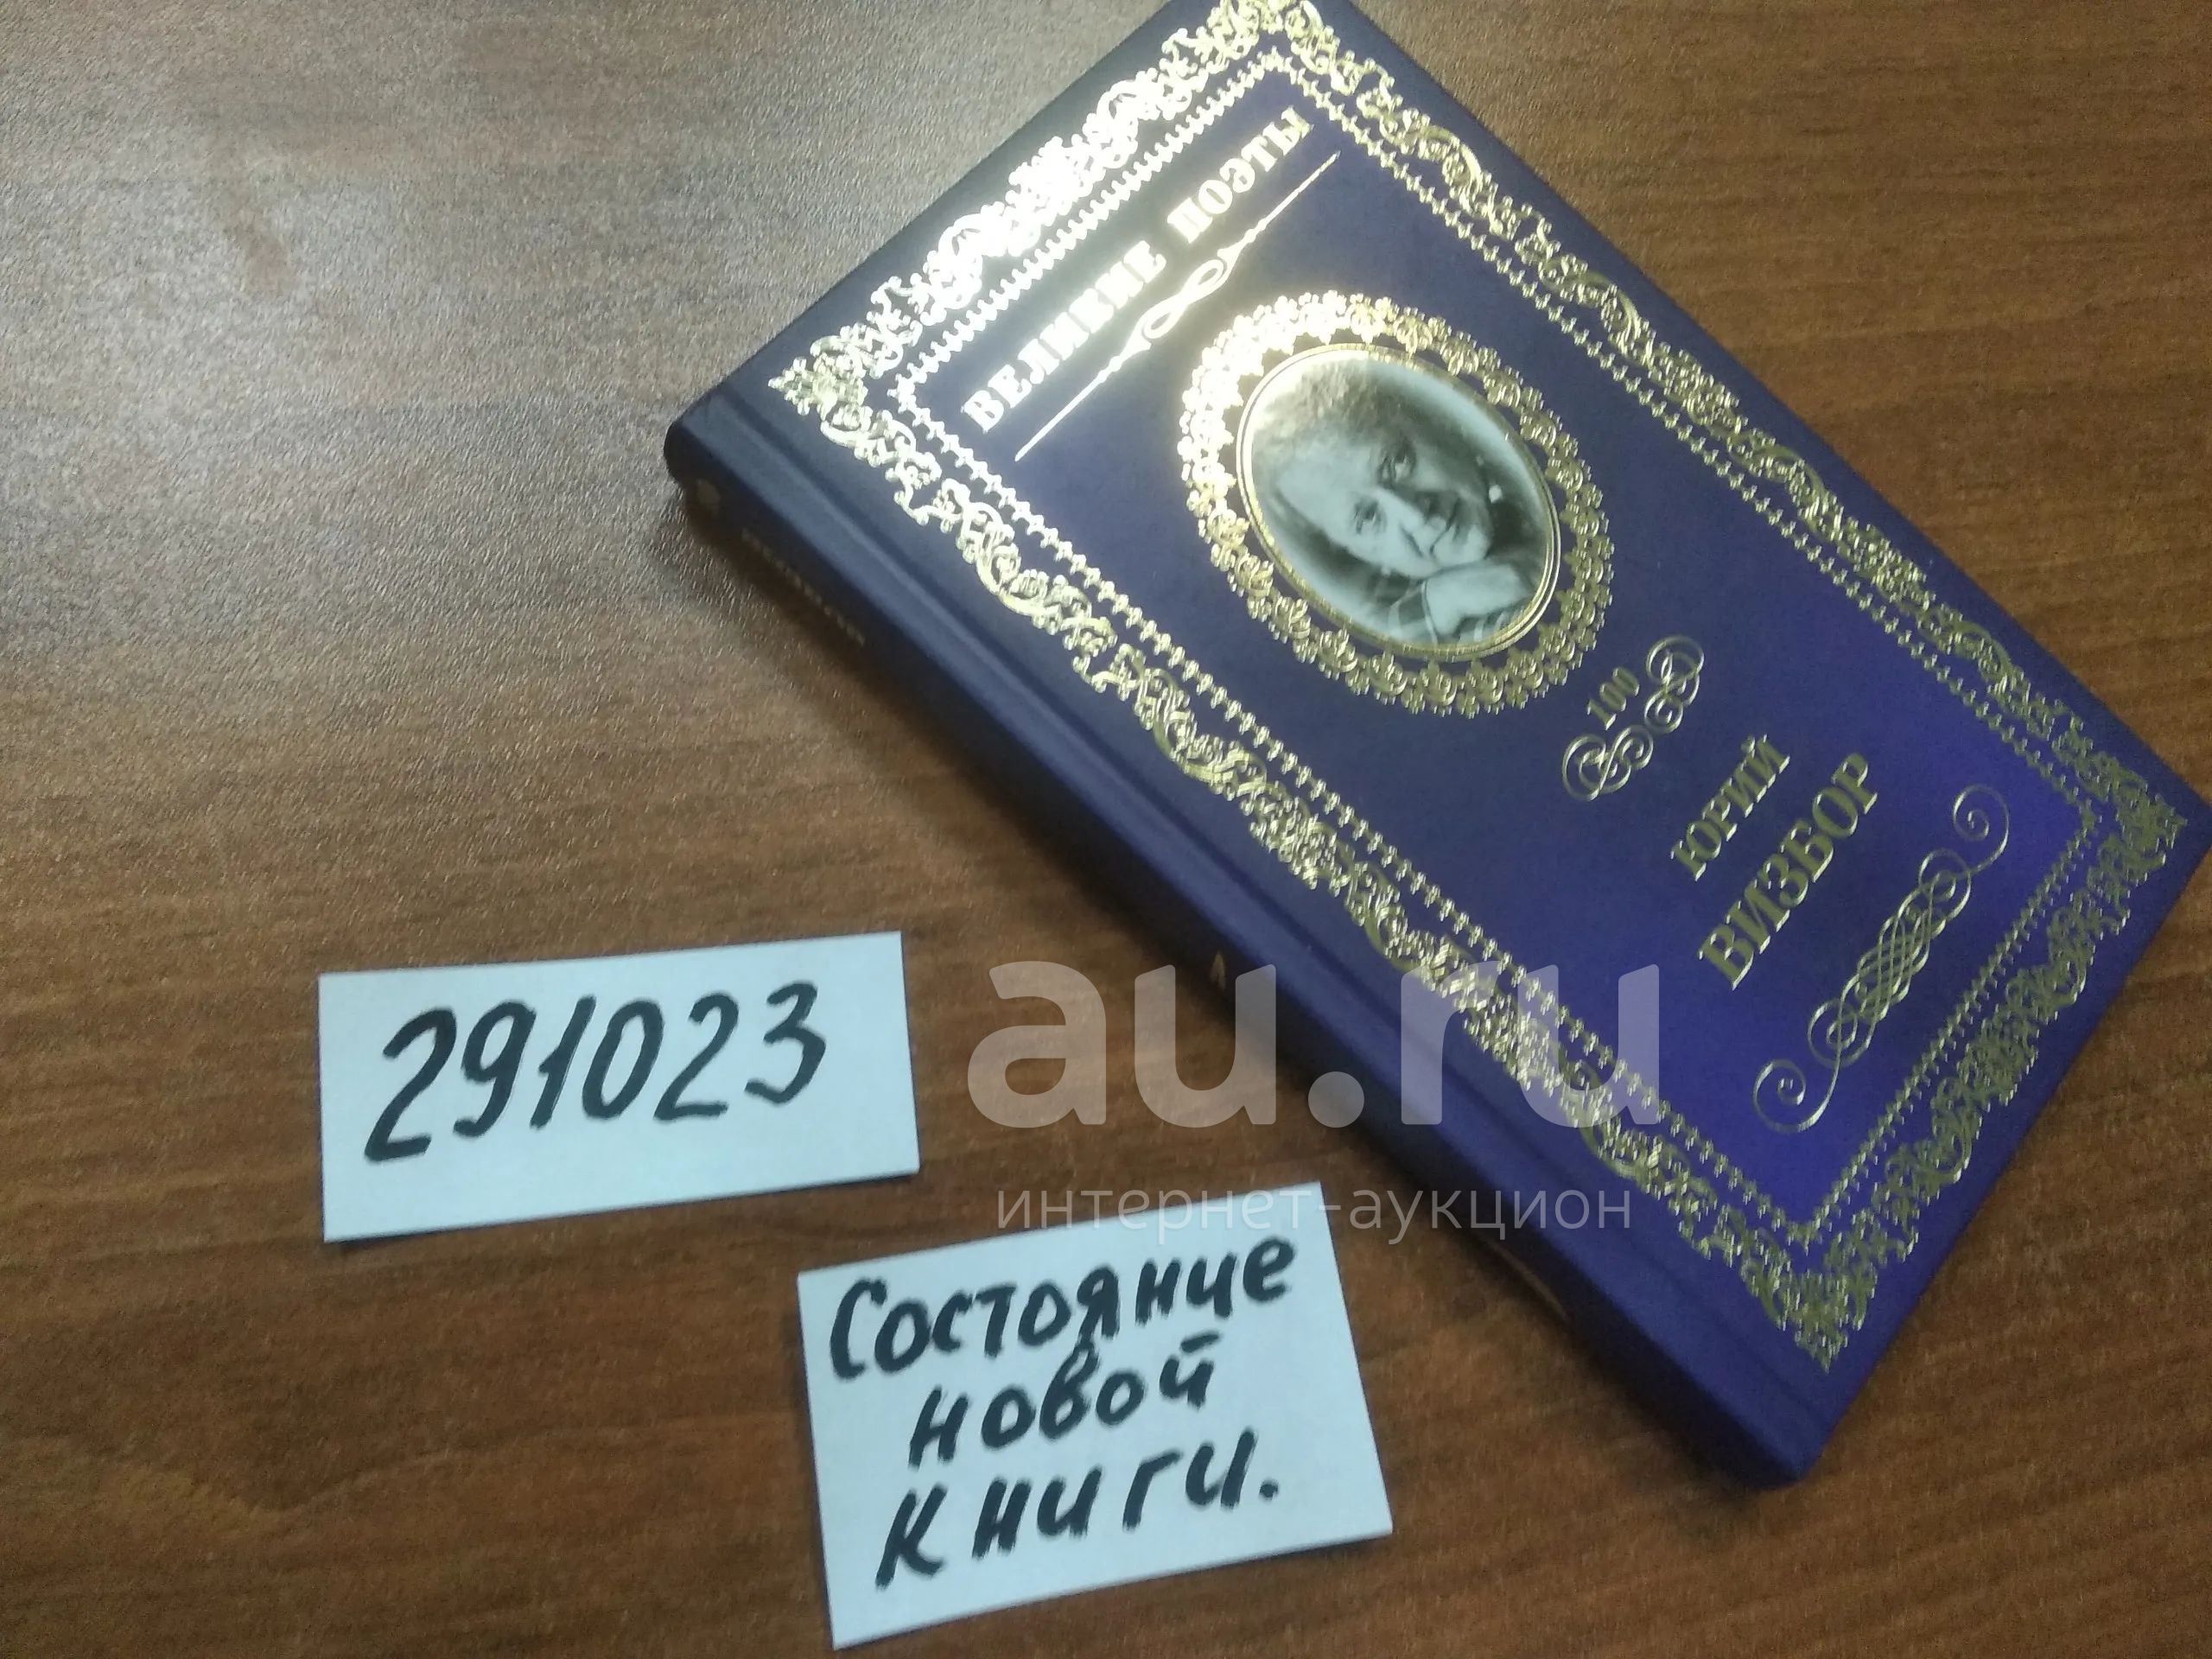 ВЕЛИКИЕ ПОЭТЫ
100
ЮРИЙ
ВИЗБОР
291023
au.ru
интернет-аукцион
Состояние
новой
книги.